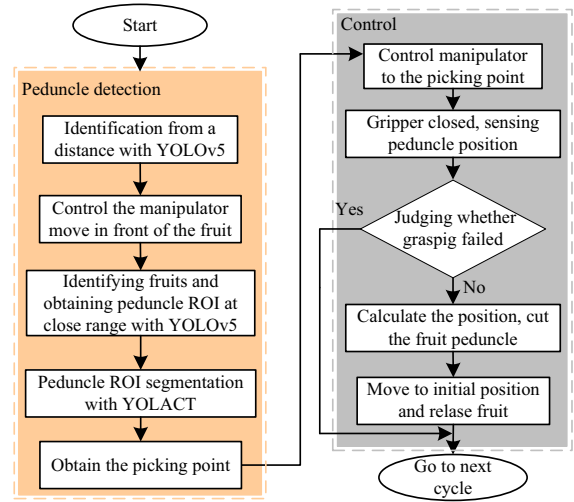 Start
Peduncle detection
Identification from a
distance with YOLOv5
Control the manipulator
move in front of the fruit
Identifying fruits and
obtaining peduncle ROI at
close range with YOLOv5
Peduncle ROI segmentation
with YOLACT
Obtain the picking point
Control
Control manipulator
to the picking point
Gripper closed, sensing
peduncle position
Yes
Judging whether
graspig failed
No
Calculate the position, cut
the fruit peduncle
Move to initial position
and relase fruit
Go to next
cycle